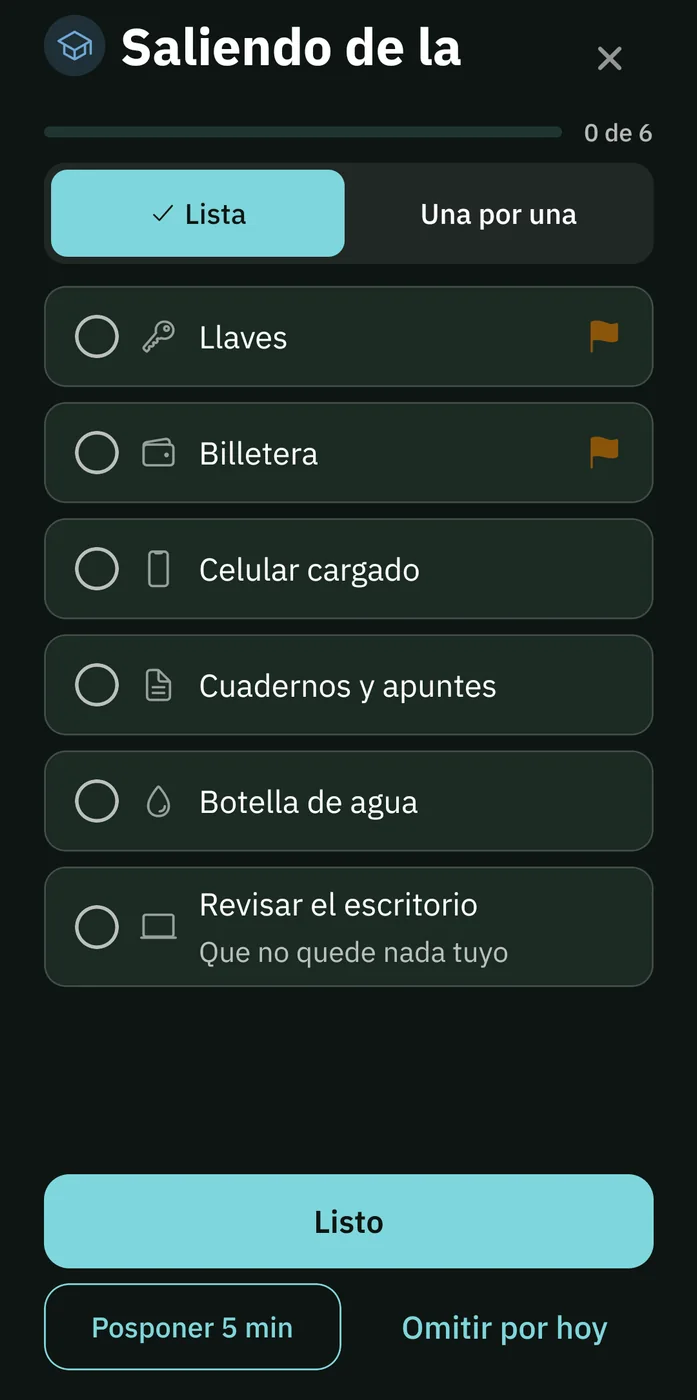 Saliendo de la
0 de 6
Lista
Una por una
Llaves
Billetera
Celular cargado
Cuadernos y apuntes
Botella de agua
Revisar el escritorio
Que no quede nada tuyo
Listo
Posponer 5 min
Omitir por hoy